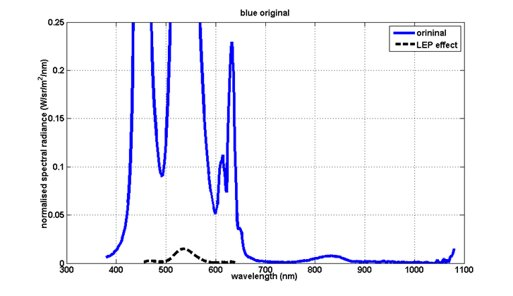 blue original
orininal
LEP effect
normalised spectral radiance (W/sr/m²/nm)
0.25
0.2
0.15
0.1
0.05
0
300 400 500 600 700 800 900 1000 1100
wavelength (nm)